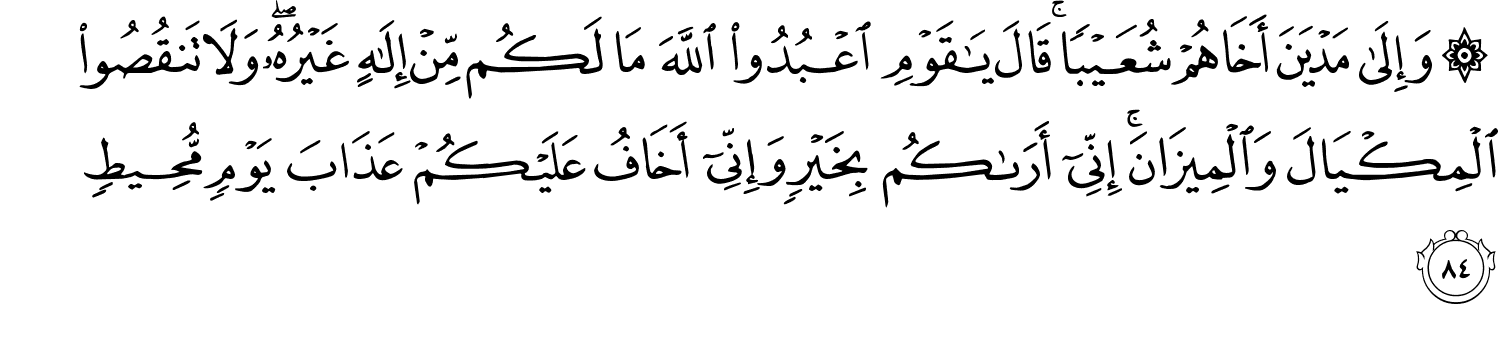 ۞ وَإِلَىٰ مَدْيَنَ أَخَاهُمْ شُعَيْبًا ۚ قَالَ يَـٰقَوْمِ ٱعْبُدُوا۟ ٱللَّهَ مَا لَكُم مِّنْ إِلَـٰهٍ غَيْرُهُۥ ۖ وَلَا تَنقُصُوا۟
ٱلْمِكْيَالَ وَٱلْمِيزَانَ ۚ إِنِّىٓ أَرَىٰكُم بِخَيْرٍ وَإِنِّىٓ أَخَافُ عَلَيْكُمْ عَذَابَ يَوْمٍ مُّحِيطٍ
٨٤